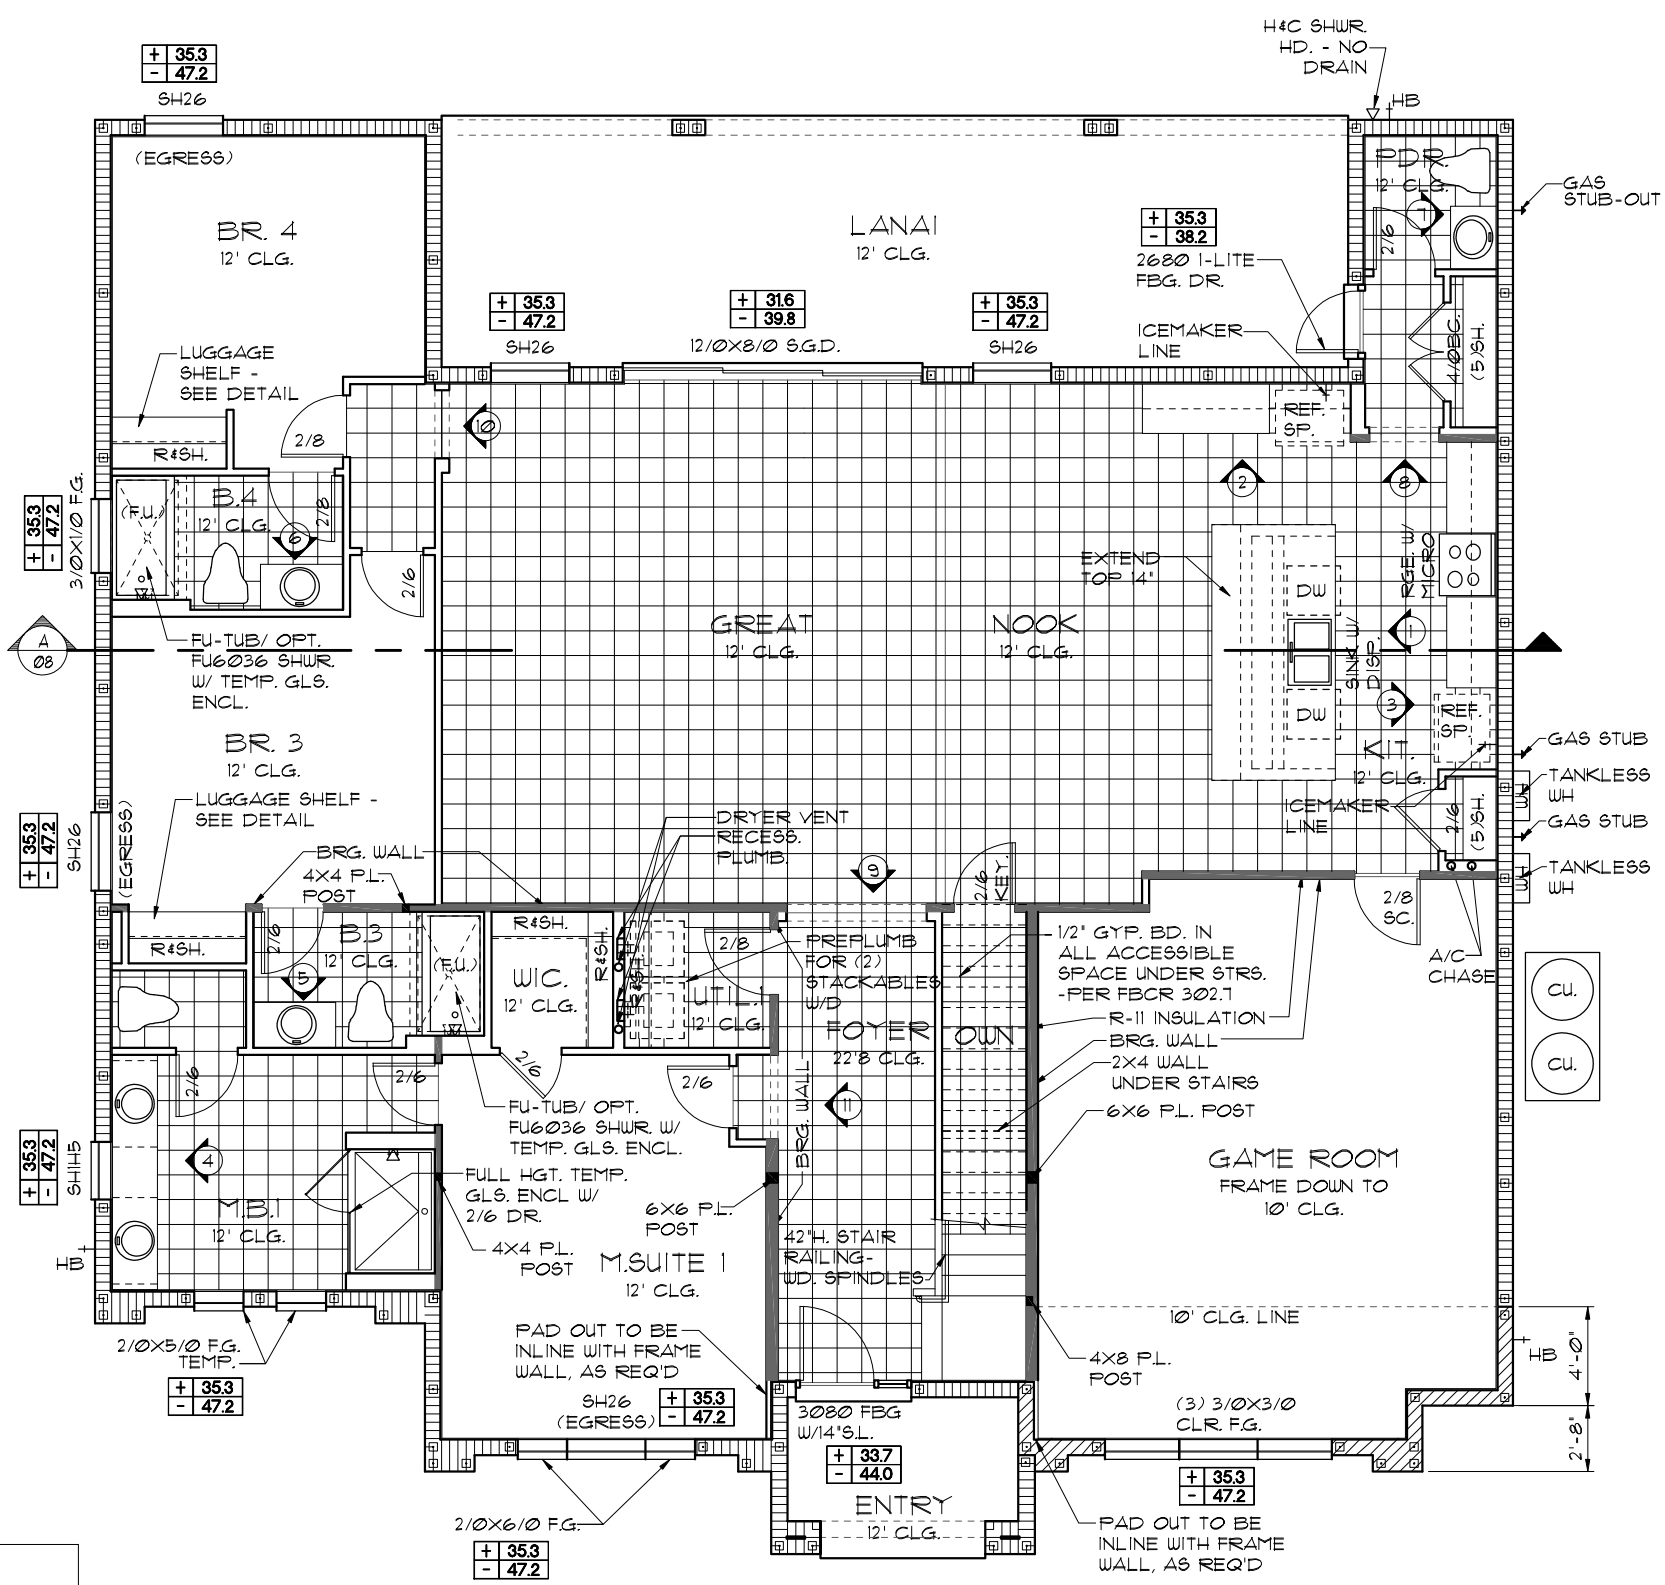 H&C SHWR.
HD. - NO
DRAIN
HB
+ 35.3
- 47.2
SH26
(EGRESS)
BR. 4
12' CLG.
LANAI
12' CLG.
+ 35.3
- 38.2
2680 1-LITE
FBG. DR.
PDR.
12' CLG.
7
2/6
GAS
STUB-OUT
+ 35.3
- 47.2
SH26
+ 31.6
- 39.8
12/0X8/0 S.G.D.
+ 35.3
- 47.2
SH26
ICEMAKER
LINE
4/0BC.
(5)SH.
LUGGAGE
SHELF -
SEE DETAIL
2/8
R&SH.
10
REF.
SP.
2
8
+ 35.3
- 47.2
3/0X1/0 F.G.
(F.U.)
B.4
12' CLG.
2/8
6
2/6
EXTEND
TOP 14"
RGE. W/
MICRO
DW
A
08
FU-TUB/ OPT.
FU6036 SHWR.
W/ TEMP. GLS.
ENCL.
GREAT
12' CLG.
NOOK
12' CLG.
SINK W/
DISP.
1
DW
3
REF.
SP.
KIT.
12' CLG.
BR. 3
12' CLG.
LUGGAGE SHELF -
SEE DETAIL
GAS STUB
TANKLESS
WH
GAS STUB
TANKLESS
WH
+ 35.3
- 47.2
SH26
(EGRESS)
DRYER VENT
RECESS.
PLUMB.
ICEMAKER
LINE
2/6
(5)SH.
BRG. WALL
4X4 P.L.
POST
9
2/6
KEY.
2/8
SC.
A/C
CHASE
R&SH.
2/6
B.3
12' CLG.
5
(F.U.)
R&SH.
WIC.
12' CLG.
R&SH.
R&SH.
2/8
UTIL.1
12' CLG.
PREPLUMB
FOR (2)
STACKABLES
W/D
FOYER
22'8 CLG.
DWN
1/2" GYP. BD. IN
ALL ACCESSIBLE
SPACE UNDER STRS.
-PER FBCR 302.7
R-11 INSULATION
BRG. WALL
2X4 WALL
UNDER STAIRS
6X6 P.L. POST
CU.
CU.
2/6
2/6
2/6
2/6
FU-TUB/ OPT.
FU6036 SHWR. W/
TEMP. GLS. ENCL.
FULL HGT. TEMP.
GLS. ENCL W/
2/6 DR.
11
BRG. WALL
+ 35.3
- 47.2
SH1H5
4
M.B.1
12' CLG.
HB
4X4 P.L.
POST
6X6 P.L.
POST
M.SUITE 1
12' CLG.
42"H. STAIR
RAILING-
WD. SPINDLES
GAME ROOM
FRAME DOWN TO
10' CLG.
10' CLG. LINE
HB
4'-0"
2'-8"
2/0X5/0 F.G.
TEMP.
+ 35.3
- 47.2
PAD OUT TO BE
INLINE WITH FRAME
WALL, AS REQ'D
SH26
(EGRESS)
+ 35.3
- 47.2
4X8 P.L.
POST
3080 FBG
W/14"S.L.
+ 33.7
- 44.0
(3) 3/0X3/0
CLR. F.G.
+ 35.3
- 47.2
ENTRY
12' CLG.
2/0X6/0 F.G.
+ 35.3
- 47.2
PAD OUT TO BE
INLINE WITH FRAME
WALL, AS REQ'D